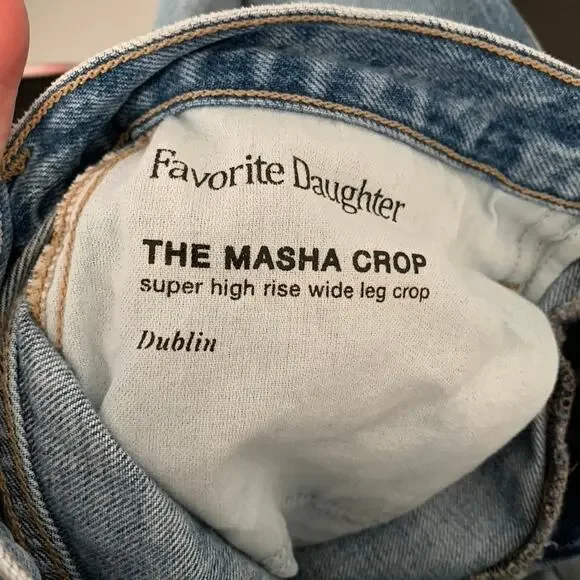 Favorite Daughter
THE MASHA CROP
super high rise wide leg crop
Dublin